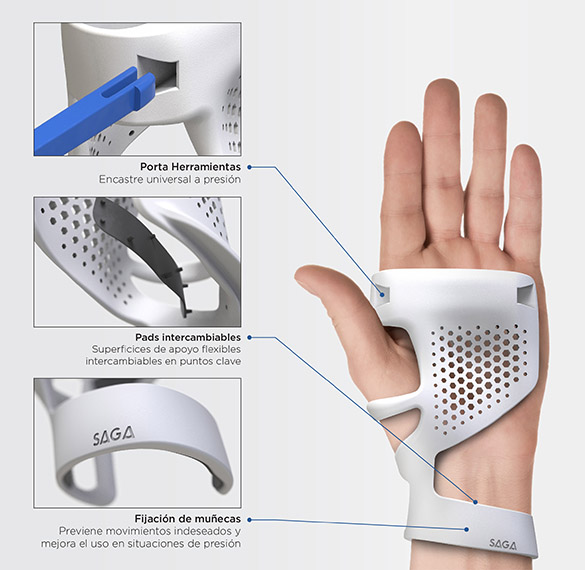 Porta Herramientas
Encastre universal a presión
Pads intercambiables
Superficices de apoyo flexibles
intercambiables en puntos clave
SAGA
Fijación de muñecas
Previene movimientos indeseados y
mejora el uso en situaciones de presión
SAGA